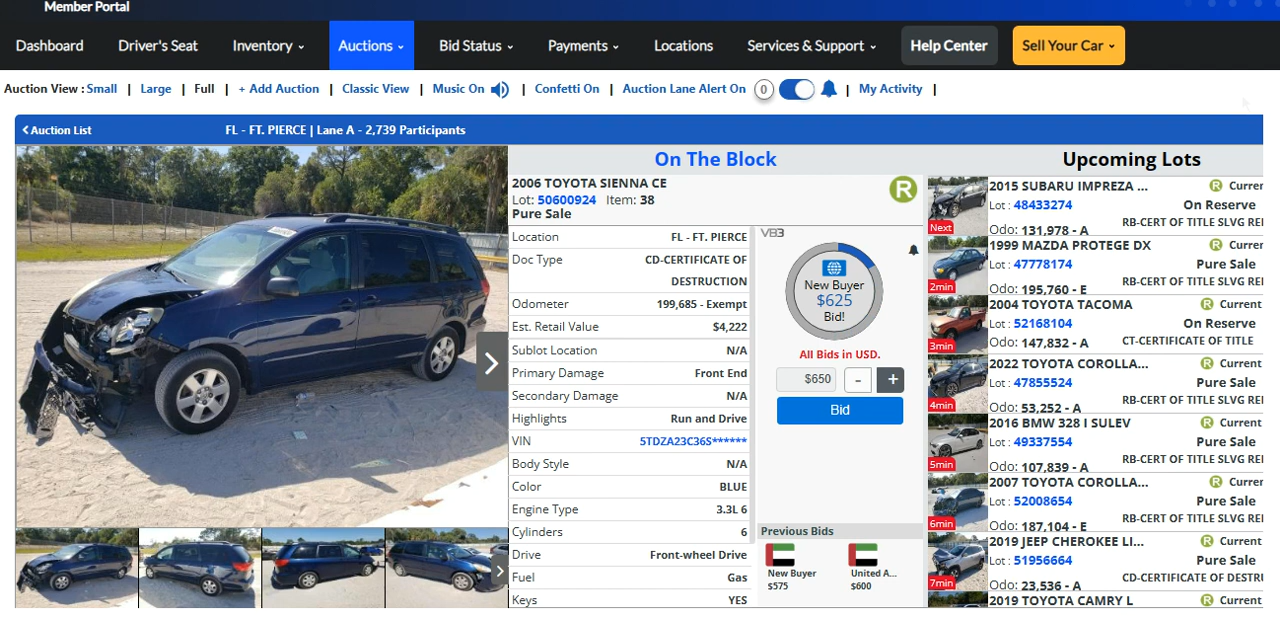 Member Portal
Dashboard Driver's Seat Inventory Auctions Bid Status Payments Locations Services & Support Help Center Sell Your Car
Auction View : Small | Large | Full | + Add Auction | Classic View | Music On | Confetti On | Auction Lane Alert On 0 | My Activity |
Auction List FL - FT. PIERCE | Lane A - 2,739 Participants
On The Block
2006 TOYOTA SIENNA CE
Lot: 50600924 Item: 38
Pure Sale
R
Location FL - FT. PIERCE
Doc Type CD-CERTIFICATE OF
DESTRUCTION
Odometer 199,685 - Exempt
Est. Retail Value $4,222
Sublot Location N/A
Primary Damage Front End
Secondary Damage N/A
Highlights Run and Drive
VIN 5TDZA23C36S******
Body Style N/A
Color BLUE
Engine Type 3.3L 6
Cylinders 6
Drive Front-wheel Drive
Fuel Gas
Keys YES
VB3
New Buyer
$625
Bid!
All Bids in USD.
$650 - +
Bid
Previous Bids
New Buyer
$575
United A...
$600
Upcoming Lots
2015 SUBARU IMPREZA ... R Curren
Lot : 48433274 On Reserve
RB-CERT OF TITLE SLVG REI
Next Odo: 131,978 - A
1999 MAZDA PROTEGE DX R Curren
Lot : 47778174 Pure Sale
RB-CERT OF TITLE SLVG REI
2min Odo: 195,760 - E
2004 TOYOTA TACOMA R Current
Lot : 52168104 On Reserve
3min Odo: 147,832 - A CT-CERTIFICATE OF TITLE
2022 TOYOTA COROLLA... R Current
Lot : 47855524 Pure Sale
RB-CERT OF TITLE SLVG REI
4min Odo: 53,252 - A
2016 BMW 328 I SULEV R Current
Lot : 49337554 Pure Sale
RB-CERT OF TITLE SLVG REI
5min Odo: 107,839 - A
2007 TOYOTA COROLLA... R Curren
Lot : 52008654 Pure Sale
RB-CERT OF TITLE SLVG REI
6min Odo: 187,104 - E
2019 JEEP CHEROKEE LI... R Current
Lot : 51956664 Pure Sale
CD-CERTIFICATE OF DESTRU
7min Odo: 23,536 - A
2019 TOYOTA CAMRY L R Current